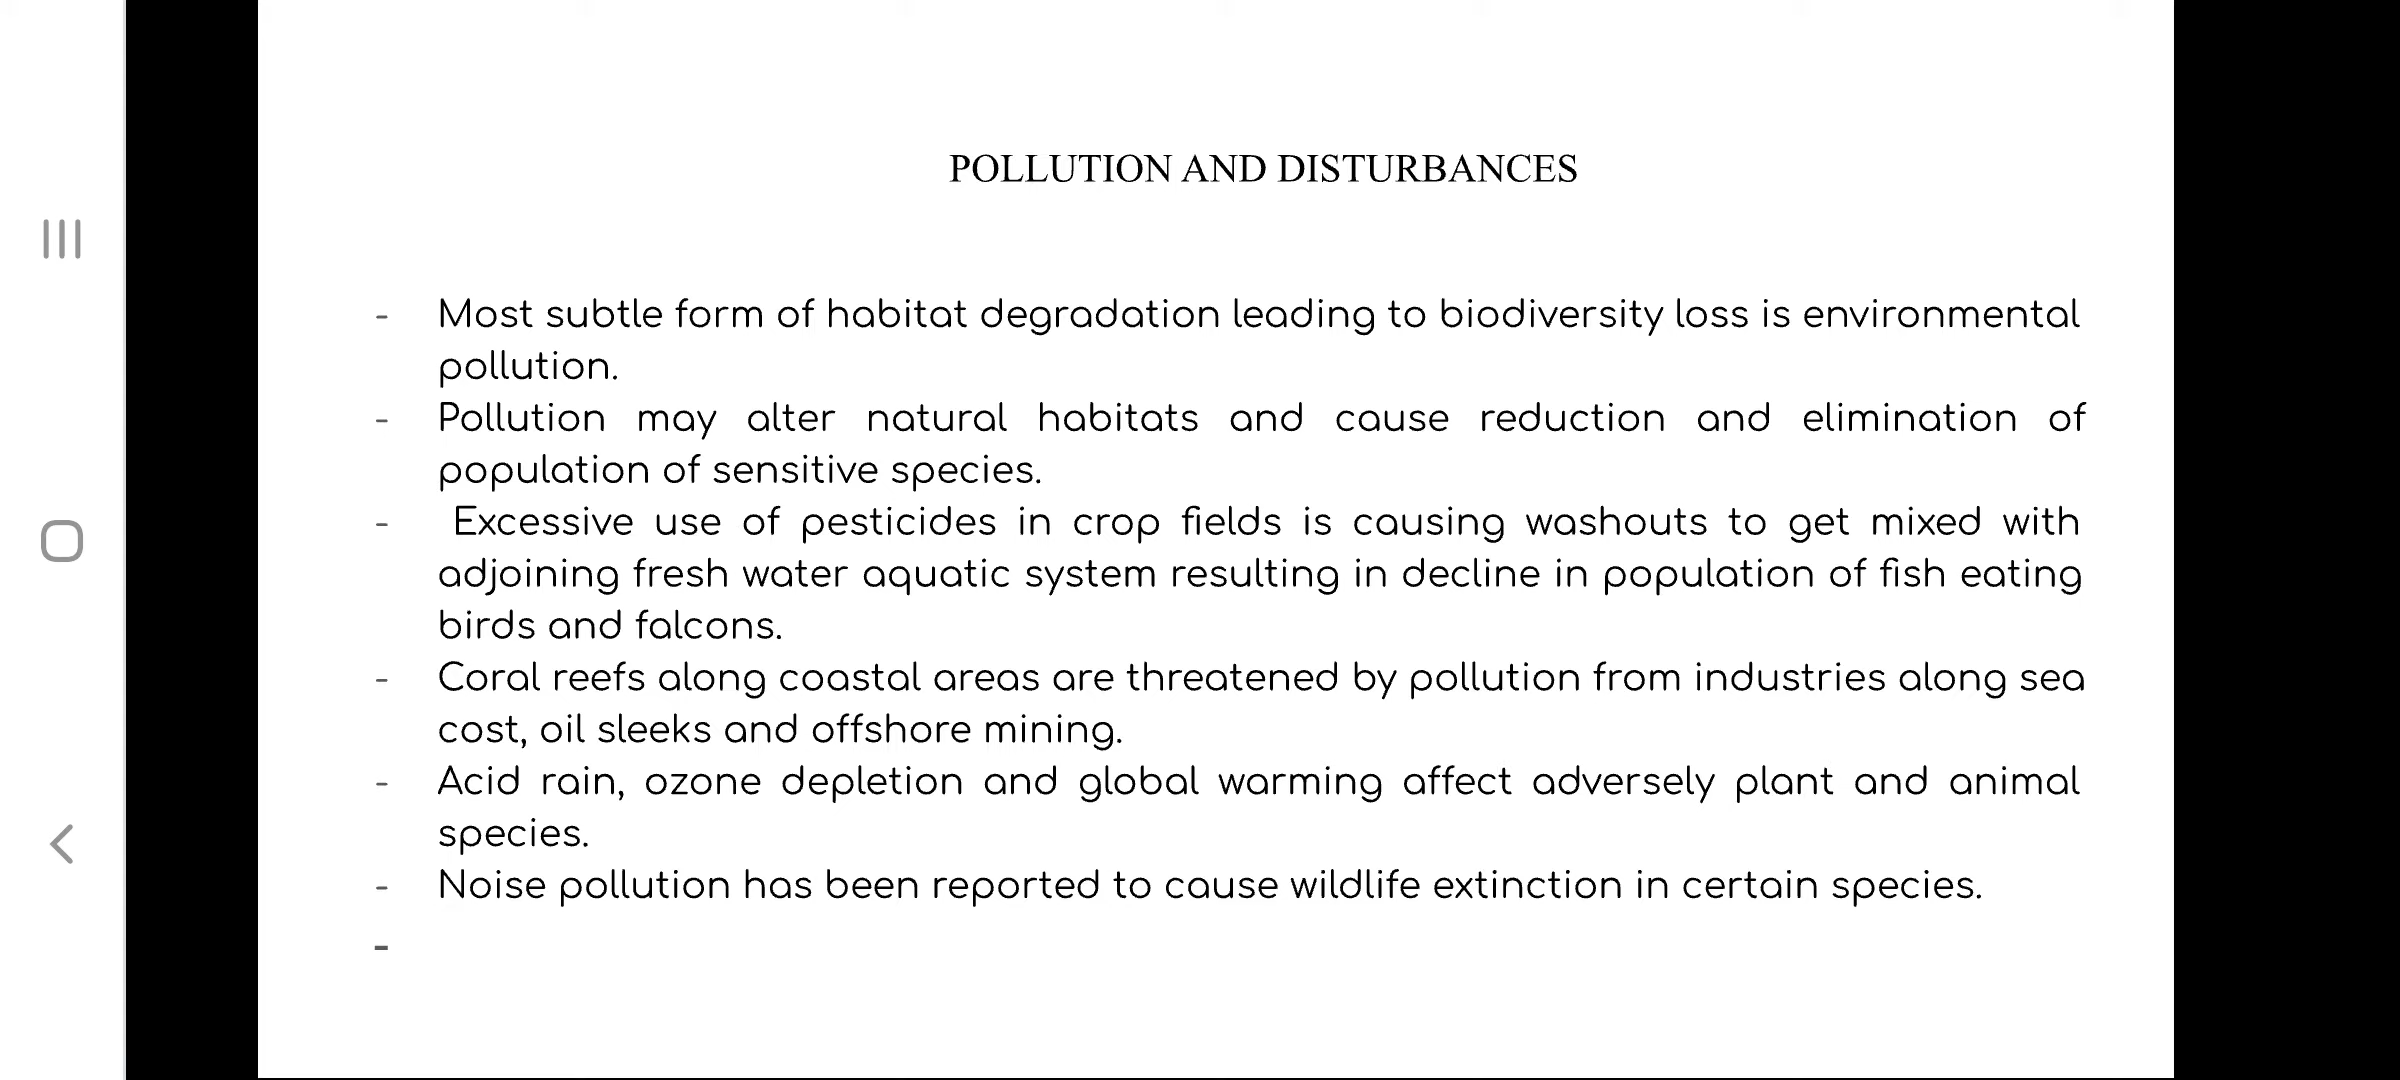 POLLUTION AND DISTURBANCES
- Most subtle form of habitat degradation leading to biodiversity loss is environmental
pollution.
- Pollution may alter natural habitats and cause reduction and elimination of
population of sensitive species.
- Excessive use of pesticides in crop fields is causing washouts to get mixed with
adjoining fresh water aquatic system resulting in decline in population of fish eating
birds and falcons.
- Coral reefs along coastal areas are threatened by pollution from industries along sea
cost, oil sleeks and offshore mining.
- Acid rain, ozone depletion and global warming affect adversely plant and animal
species.
- Noise pollution has been reported to cause wildlife extinction in certain species.
-